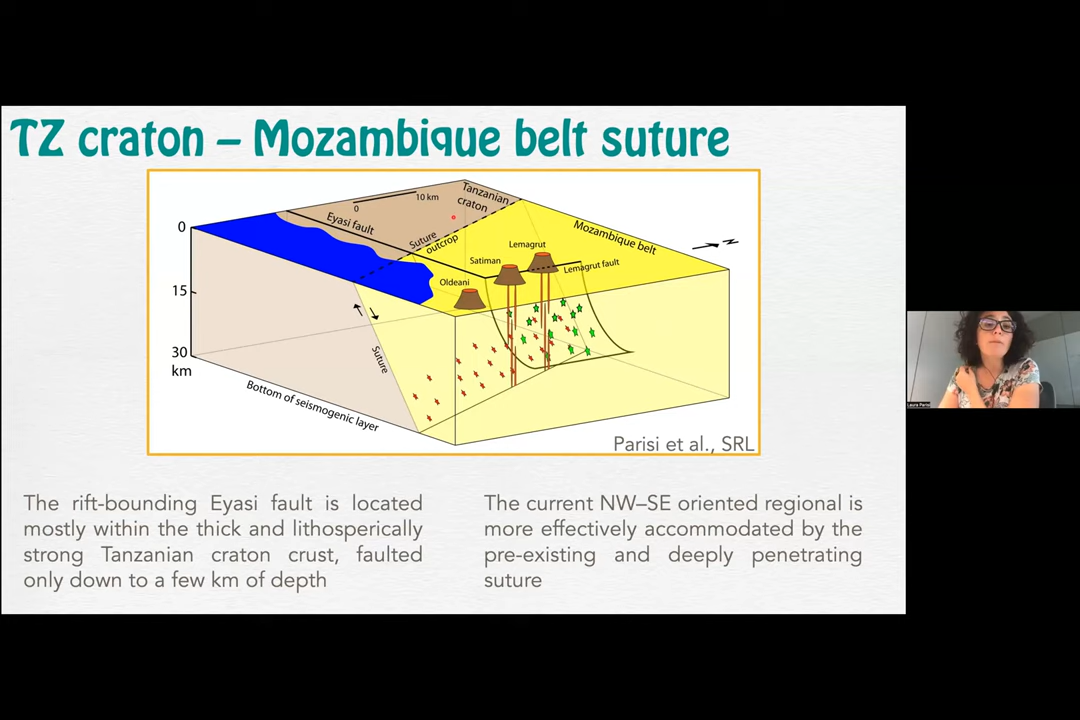 TZ craton – Mozambique belt suture
0
10 km
Tanzanian
craton
0
Eyasi fault
Suture
outcrop
Mozambique belt
N
Lemagrut
Satiman
Lemagrut fault
Oldeani
15
Suture
30
km
Bottom of seismogenic layer
Parisi et al., SRL
The rift-bounding Eyasi fault is located
mostly within the thick and lithosperically
strong Tanzanian craton crust, faulted
only down to a few km of depth
The current NW–SE oriented regional is
more effectively accommodated by the
pre-existing and deeply penetrating
suture
Laura Parisi